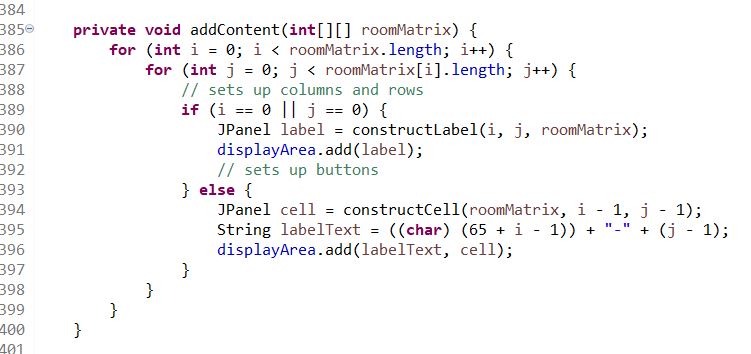 384
385 private void addContent(int[][] roomMatrix) {
386 for (int i = 0; i < roomMatrix.length; i++) {
387 for (int j = 0; j < roomMatrix[i].length; j++) {
388 // sets up columns and rows
389 if (i == 0 || j == 0) {
390 JPanel label = constructLabel(i, j, roomMatrix);
391 displayArea.add(label);
392 // sets up buttons
393 } else {
394 JPanel cell = constructCell(roomMatrix, i - 1, j - 1);
395 String labelText = ((char) (65 + i - 1)) + "-" + (j - 1);
396 displayArea.add(labelText, cell);
397 }
398 }
399 }
400 }
401